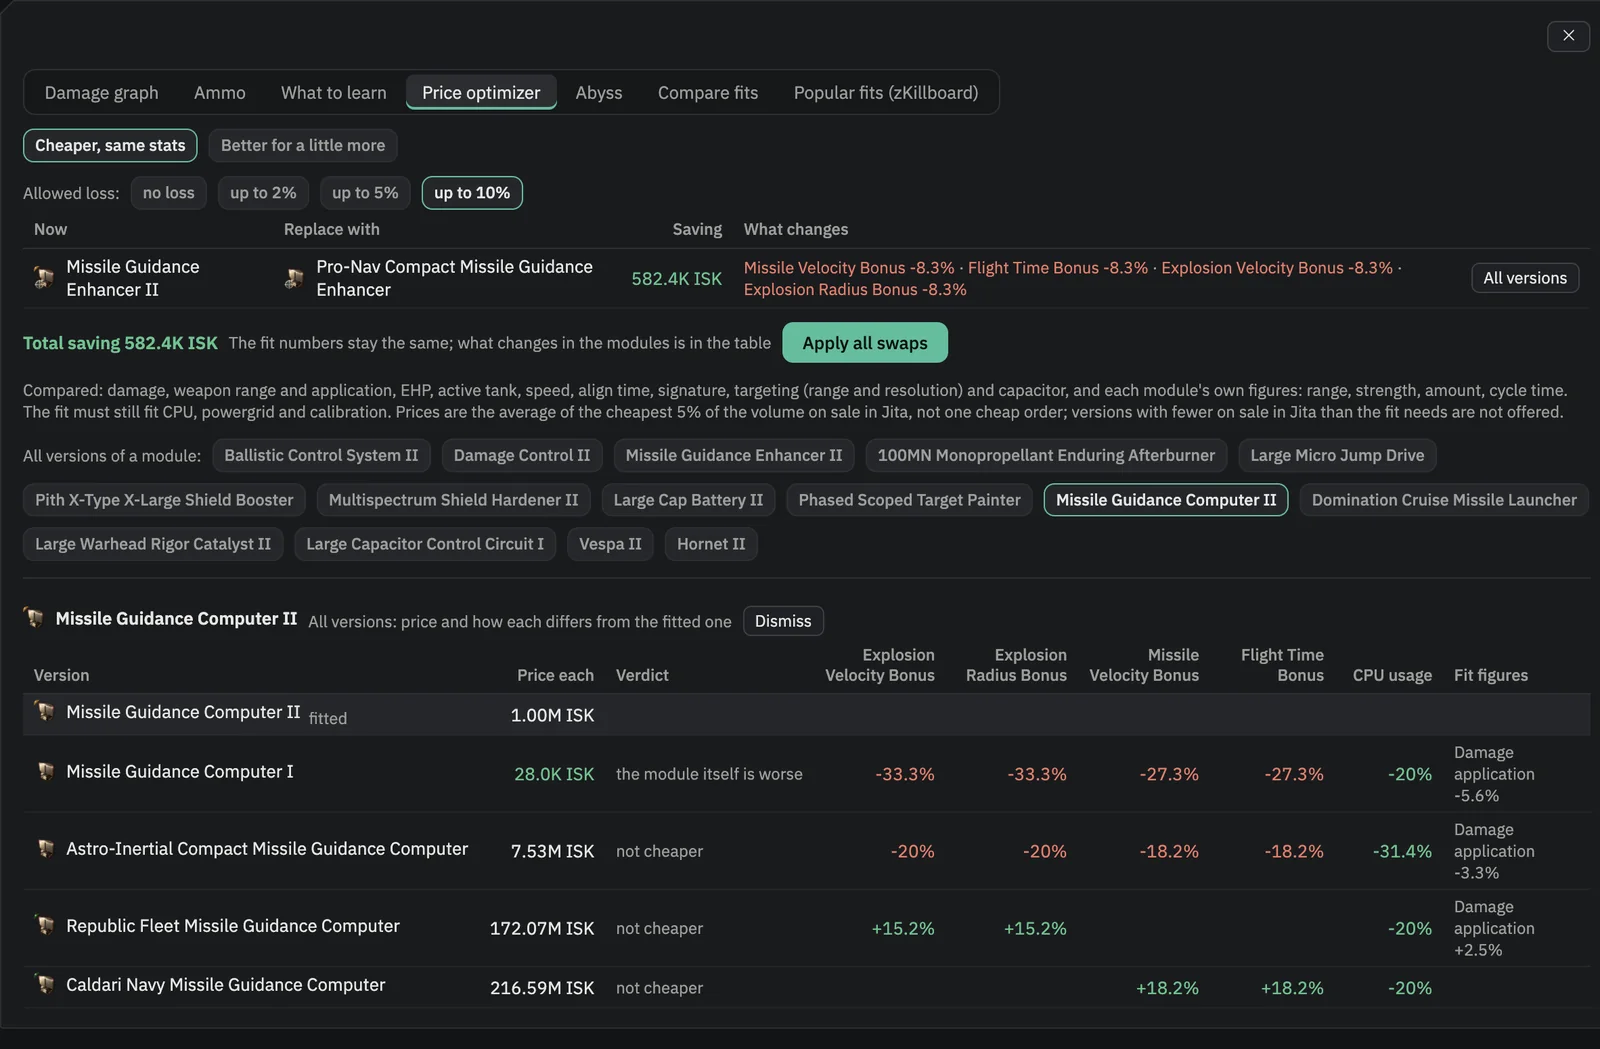 Damage graph Ammo What to learn Price optimizer Abyss Compare fits Popular fits (zKillboard)
Cheaper, same stats Better for a little more
Allowed loss: no loss up to 2% up to 5% up to 10%
Now Replace with Saving What changes
Missile Guidance Enhancer II Pro-Nav Compact Missile Guidance Enhancer 582.4K ISK Missile Velocity Bonus -8.3% · Flight Time Bonus -8.3% · Explosion Velocity Bonus -8.3% · Explosion Radius Bonus -8.3% All versions
Total saving 582.4K ISK The fit numbers stay the same; what changes in the modules is in the table Apply all swaps
Compared: damage, weapon range and application, EHP, active tank, speed, align time, signature, targeting (range and resolution) and capacitor, and each module's own figures: range, strength, amount, cycle time.
The fit must still fit CPU, powergrid and calibration. Prices are the average of the cheapest 5% of the volume on sale in Jita, not one cheap order; versions with fewer on sale in Jita than the fit needs are not offered.
All versions of a module: Ballistic Control System II Damage Control II Missile Guidance Enhancer II 100MN Monopropellant Enduring Afterburner Large Micro Jump Drive
Pith X-Type X-Large Shield Booster Multispectrum Shield Hardener II Large Cap Battery II Phased Scoped Target Painter Missile Guidance Computer II Domination Cruise Missile Launcher
Large Warhead Rigor Catalyst II Large Capacitor Control Circuit I Vespa II Hornet II
Missile Guidance Computer II All versions: price and how each differs from the fitted one Dismiss
Version Price each Verdict Explosion Velocity Bonus Explosion Radius Bonus Missile Velocity Bonus Flight Time Bonus CPU usage Fit figures
Missile Guidance Computer II fitted 1.00M ISK
Missile Guidance Computer I 28.0K ISK the module itself is worse -33.3% -33.3% -27.3% -27.3% -20% Damage application -5.6%
Astro-Inertial Compact Missile Guidance Computer 7.53M ISK not cheaper -20% -20% -18.2% -18.2% -31.4% Damage application -3.3%
Republic Fleet Missile Guidance Computer 172.07M ISK not cheaper +15.2% +15.2% -20% Damage application +2.5%
Caldari Navy Missile Guidance Computer 216.59M ISK not cheaper +18.2% +18.2% -20%